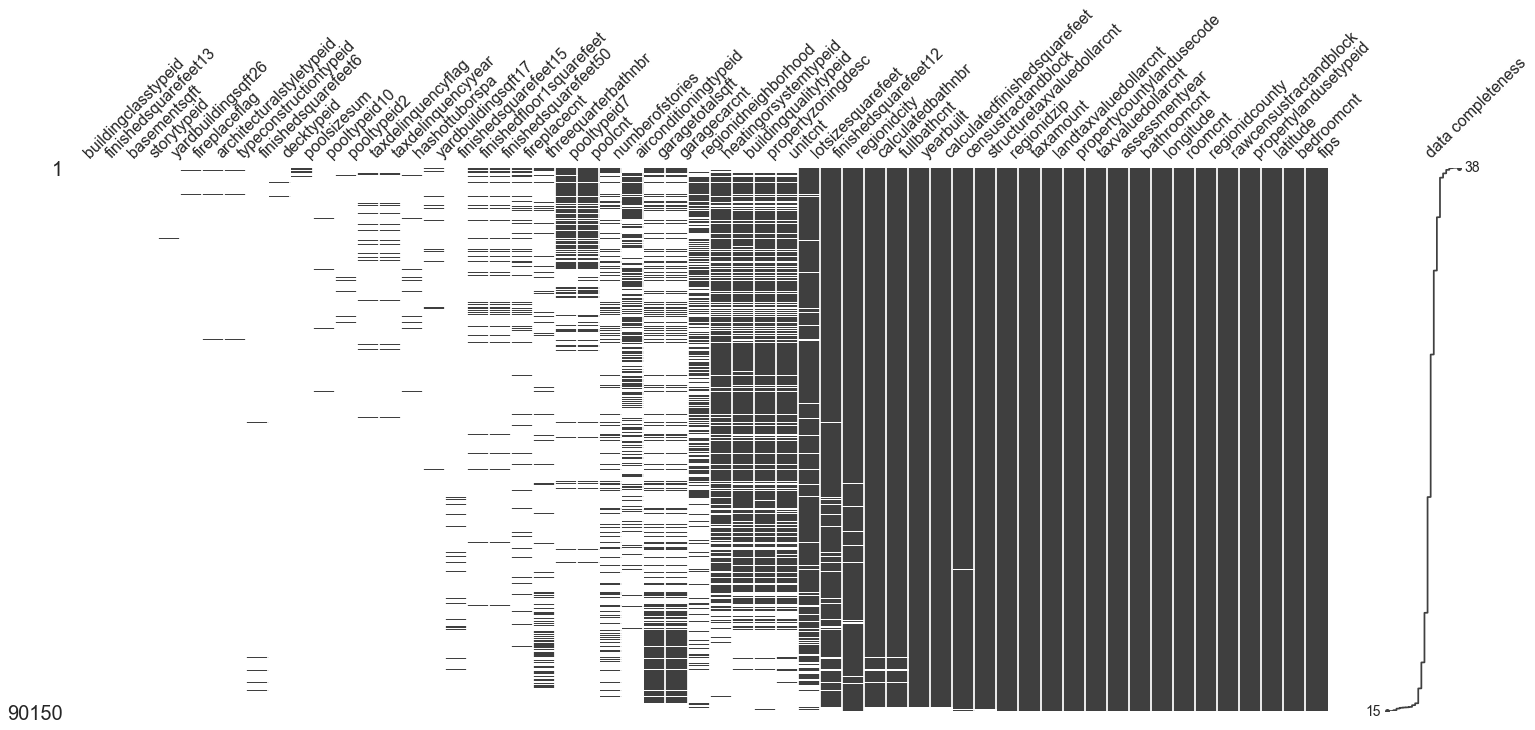 buildingclasstypeid
finishedsquarefeet13
basementsqft
storytypeid
yardbuildingsqft26
fireplaceflag
architecturalstyletypeid
typeconstructiontypeid
finishedsquarefeet6
decktypeid
poolsizesum
pooltypeid10
pooltypeid2
taxdelinquencyflag
taxdelinquencyyear
hashottuborspa
yardbuildingsqft17
finishedsquarefeet15
finishedfloor1squarefeet
finishedsquarefeet50
fireplacecnt
threequarterbathnbr
pooltypeid7
poolcnt
numberofstories
airconditioningtypeid
garagetotalsqft
garagecarcnt
regionidneighborhood
heatingorsystemtypeid
buildingqualitytypeid
propertyzoningdesc
unitcnt
lotsizesquarefeet
finishedsquarefeet12
regionidcity
calculatedbathnbr
fullbathcnt
yearbuilt
calculatedfinishedsquarefeet
censustractandblock
structuretaxvaluedollarcnt
regionidzip
taxamount
landtaxvaluedollarcnt
propertycountylandusecode
taxvaluedollarcnt
assessmentyear
bathroomcnt
longitude
roomcnt
regionidcounty
rawcensustractandblock
propertylandusetypeid
latitude
bedroomcnt
fips
data completeness
1
38
90150
15